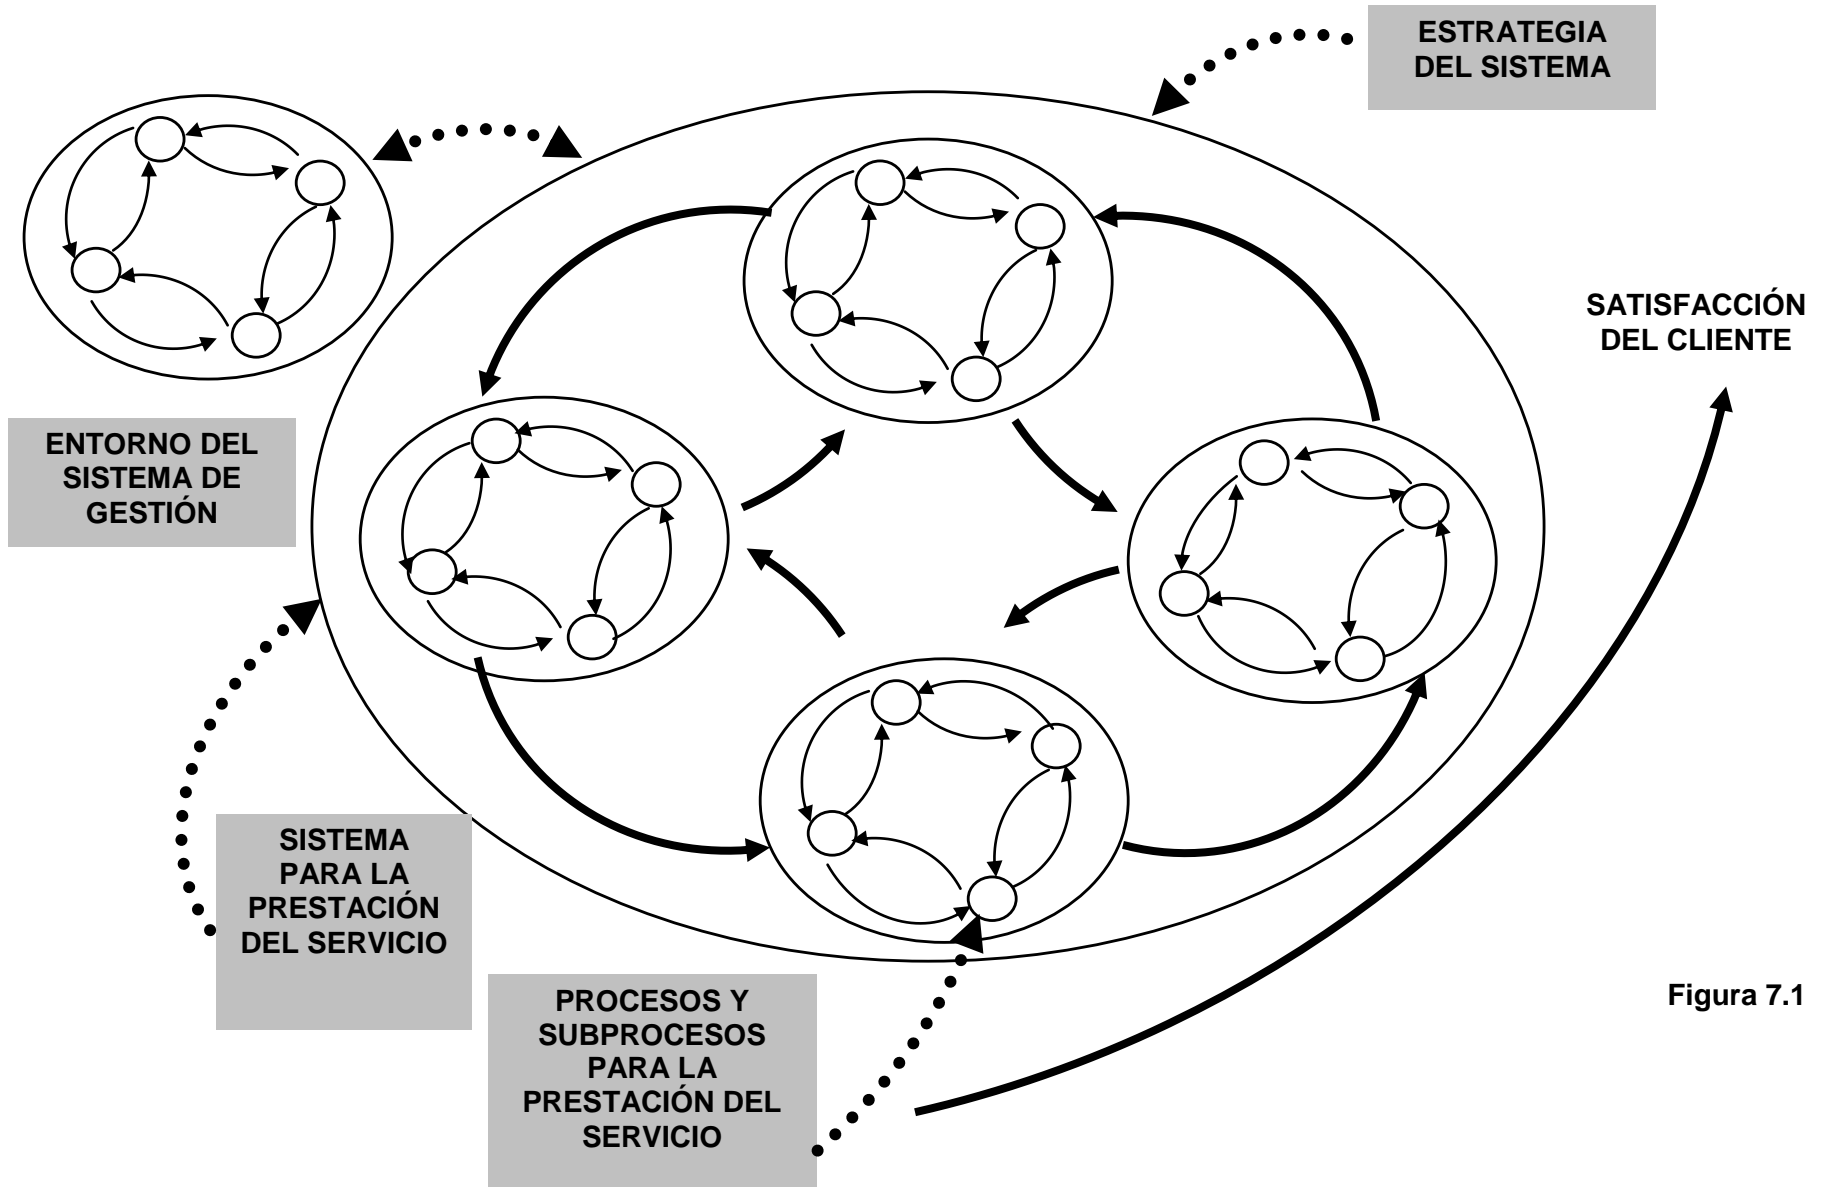 ESTRATEGIA
DEL SISTEMA
SATISFACCIÓN
DEL CLIENTE
ENTORNO DEL
SISTEMA DE
GESTIÓN
SISTEMA
PARA LA
PRESTACIÓN
DEL SERVICIO
PROCESOS Y
SUBPROCESOS
PARA LA
PRESTACIÓN DEL
SERVICIO
Figura 7.1